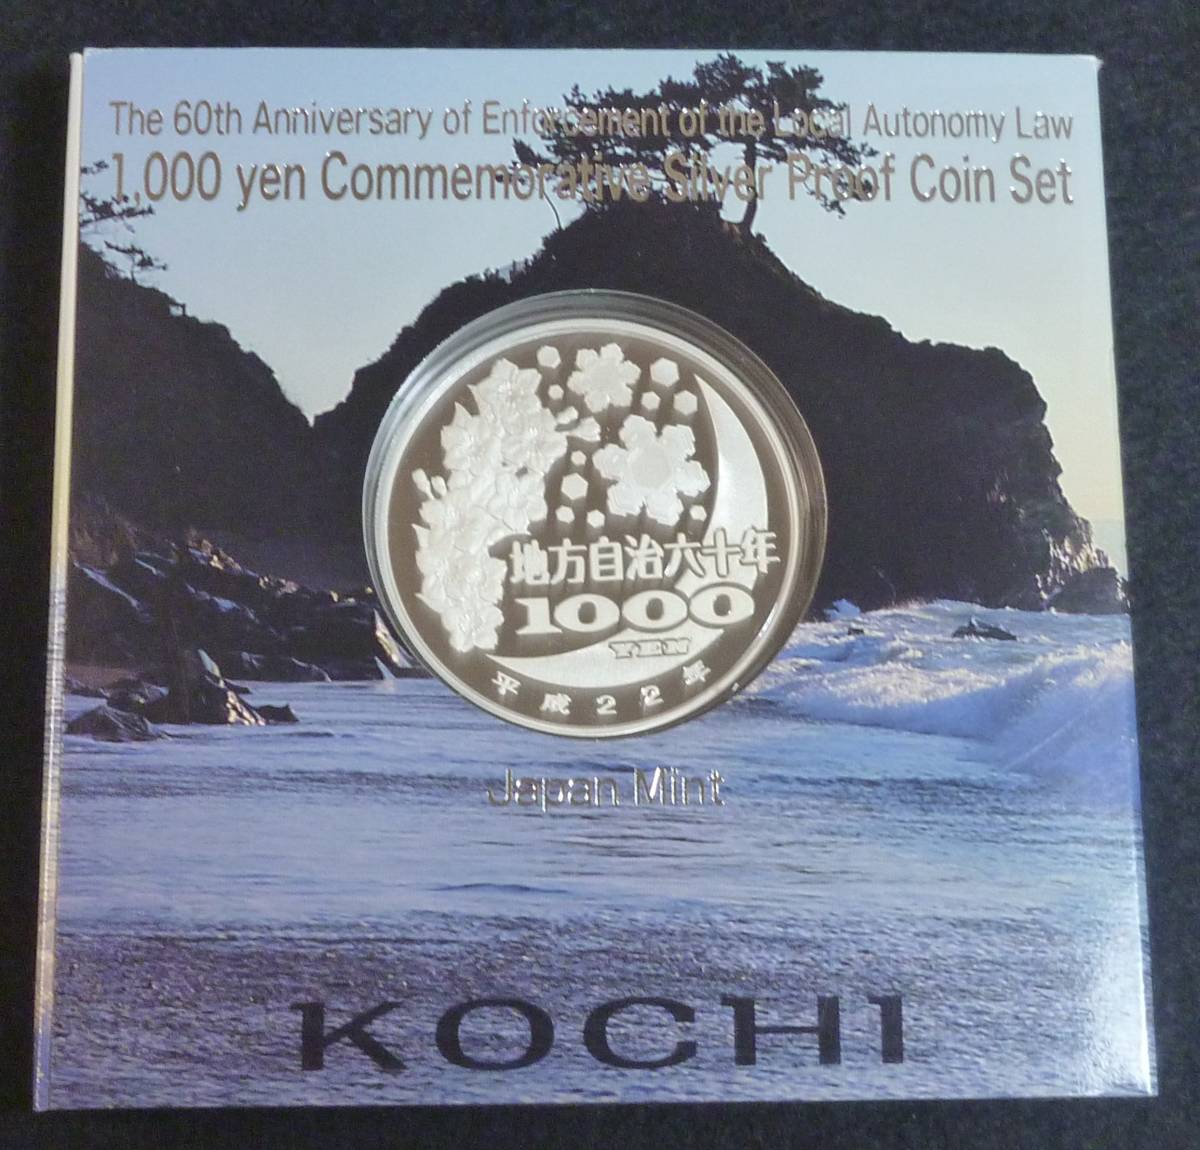 The 60th Anniversary of Enforcement of the Local Autonomy Law
1,000 yen Commemorative Silver Proof Coin Set
地方自治六十年
1000
YEN
平成22年
Japan Mint
KOCHI